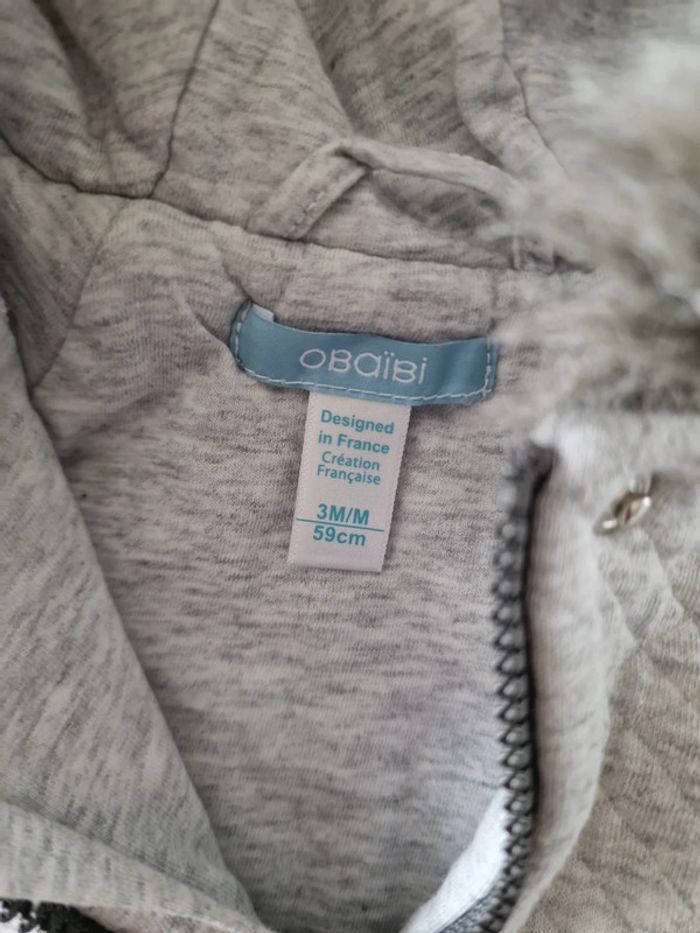 OBAÏBI
Designed
in France
Création
Française
3M/M
59cm